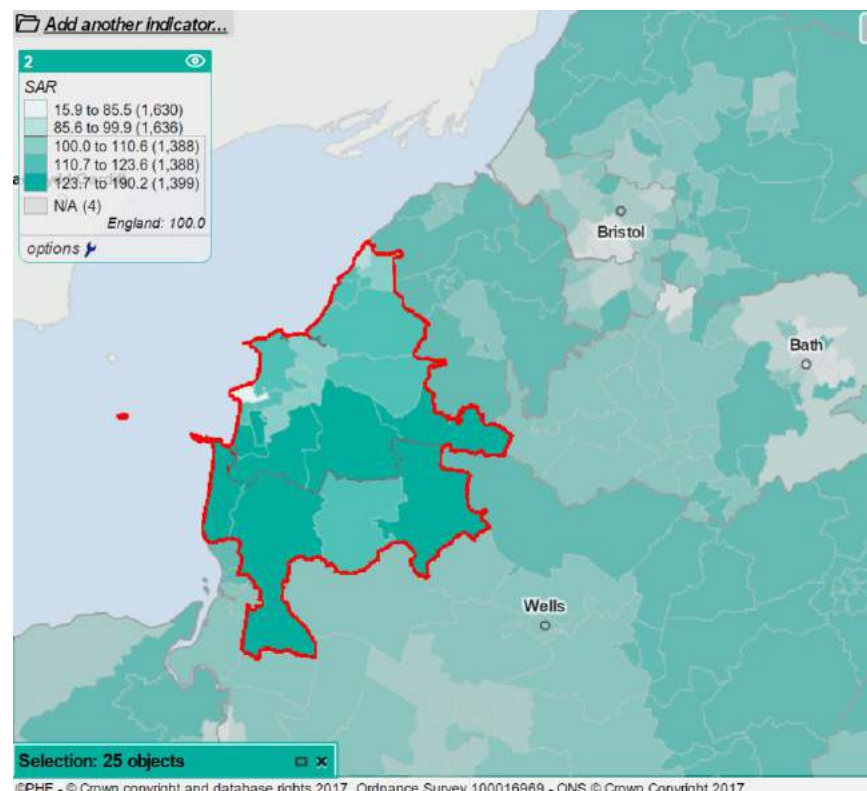 Add another indicator...
2
SAR
15.9 to 85.5 (1,630)
85.6 to 99.9 (1,636)
100.0 to 110.6 (1,388)
110.7 to 123.6 (1,388)
123.7 to 190.2 (1,399)
N/A (4)
England: 100.0
options
Bristol
Bath
Wells
Selection: 25 objects
©PHE - © Crown copyright and database rights 2017, Ordnance Survey 100016969 - ONS © Crown Copyright 2017